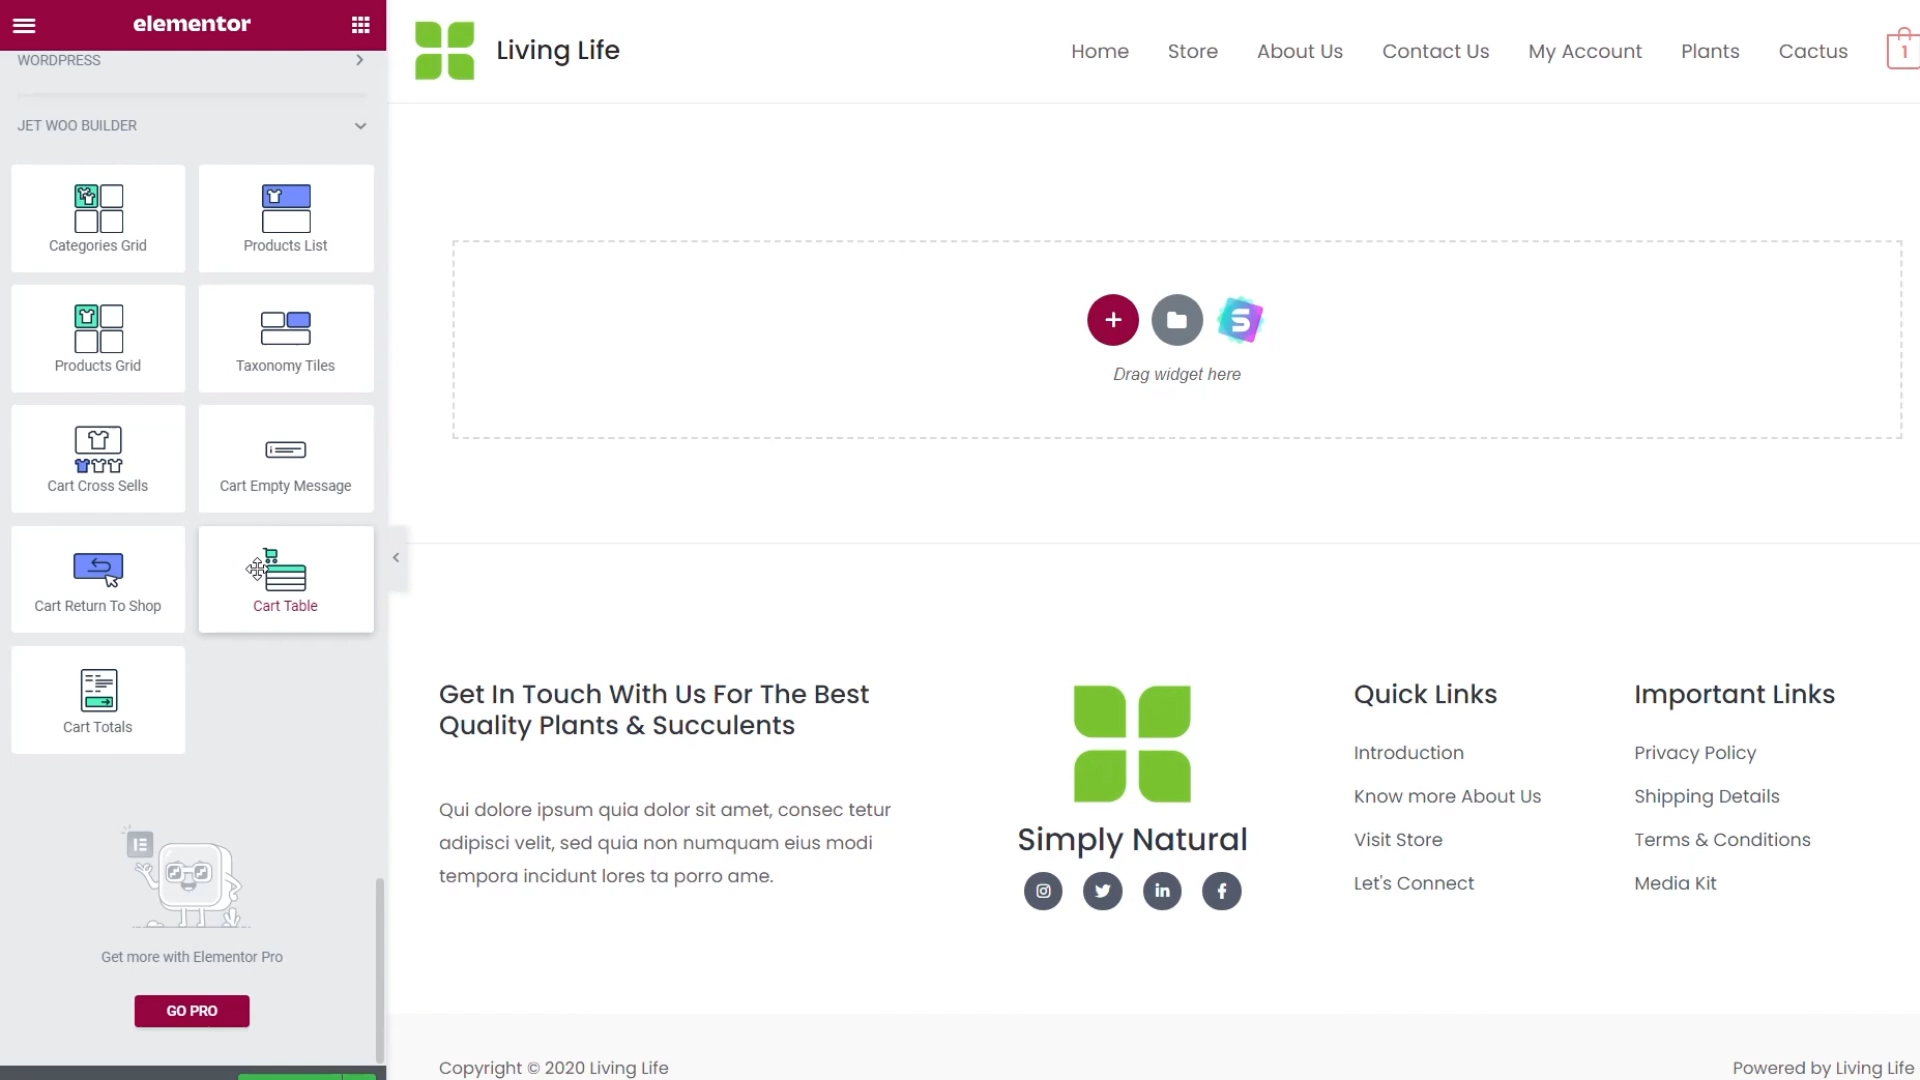 elementor
WORDPRESS
JET WOO BUILDER
Categories Grid
Products List
Products Grid
Taxonomy Tiles
Cart Cross Sells
Cart Empty Message
Cart Return To Shop
Cart Table
Cart Totals
Get more with Elementor Pro
GO PRO
Living Life
Home
Store
About Us
Contact Us
My Account
Plants
Cactus
1
Drag widget here
Get In Touch With Us For The Best
Quality Plants & Succulents
Qui dolore ipsum quia dolor sit amet, consec tetur
adipisci velit, sed quia non numquam eius modi
tempora incidunt lores ta porro ame.
Simply Natural
Quick Links
Introduction
Know more About Us
Visit Store
Let's Connect
Important Links
Privacy Policy
Shipping Details
Terms & Conditions
Media Kit
Copyright © 2020 Living Life
Powered by Living Life